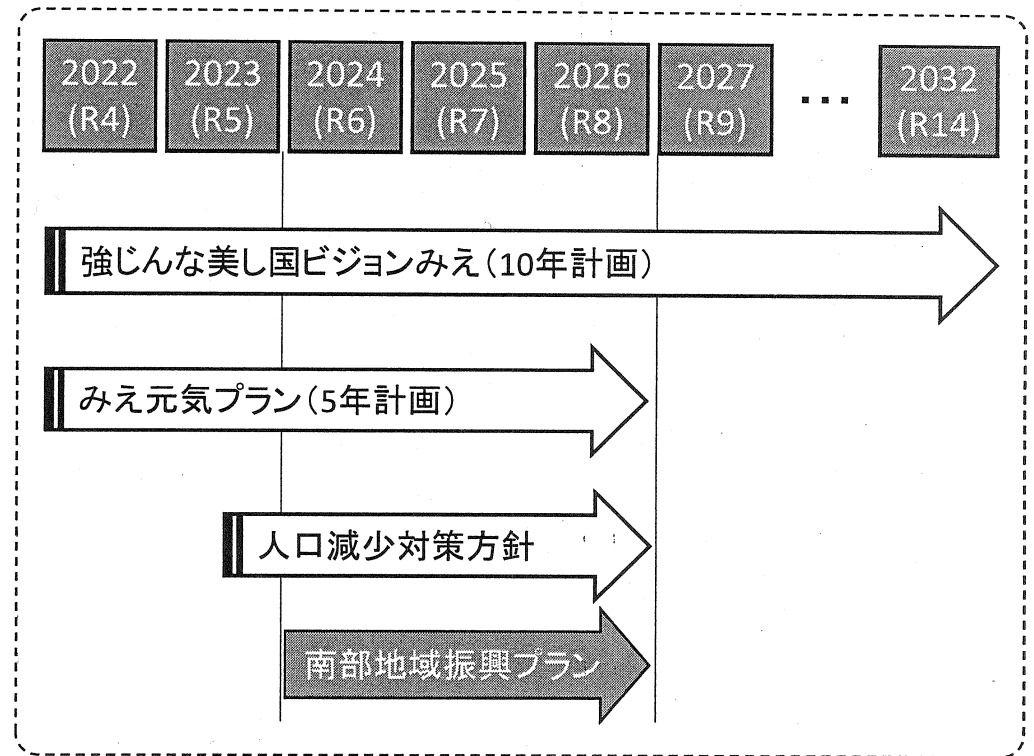 2022
(R4)
2023
(R5)
2024
(R6)
2025
(R7)
2026
(R8)
2027
(R9)
...
2032
(R14)
強じんな美し国ビジョンみえ(10年計画)
みえ元気プラン(5年計画)
人口減少対策方針
南部地域振興プラン